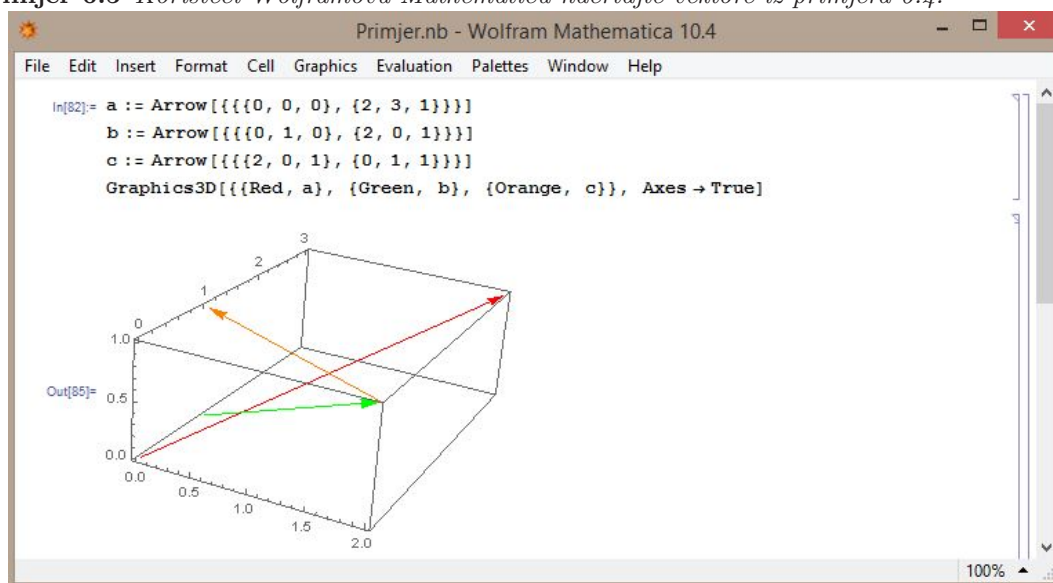 Primjer.nb - Wolfram Mathematica 10.4
File Edit Insert Format Cell Graphics Evaluation Palettes Window Help
In[82]:= a := Arrow[{{{0, 0, 0}, {2, 3, 1}}}]
b := Arrow[{{{0, 1, 0}, {2, 0, 1}}}]
c := Arrow[{{{2, 0, 1}, {0, 1, 1}}}]
Graphics3D[{{Red, a}, {Green, b}, {Orange, c}}, Axes → True]
3
2
1
0
1.0
Out[85]=
0.5
0.0
0.0
0.5
1.0
1.5
2.0
100%